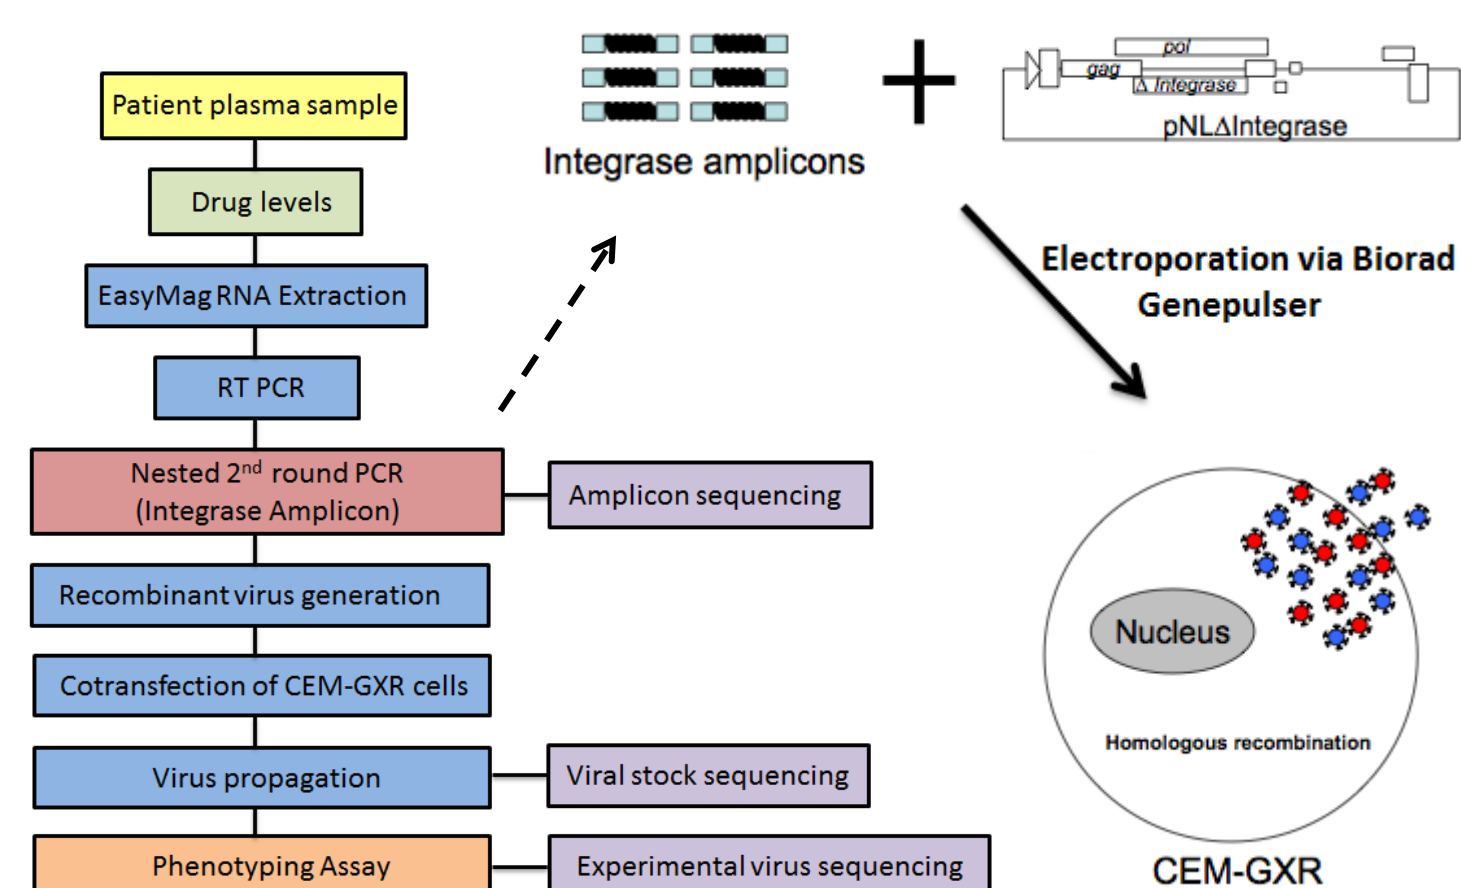 Patient plasma sample
Drug levels
EasyMag RNA Extraction
RT PCR
Nested 2nd round PCR
(Integrase Amplicon)
Amplicon sequencing
Recombinant virus generation
Cotransfection of CEM-GXR cells
Virus propagation
Viral stock sequencing
Phenotyping Assay
Experimental virus sequencing
Integrase amplicons
+
pol
gag
Δ Integrase
pNLΔIntegrase
Electroporation via Biorad
Genepulser
Nucleus
Homologous recombination
CEM-GXR